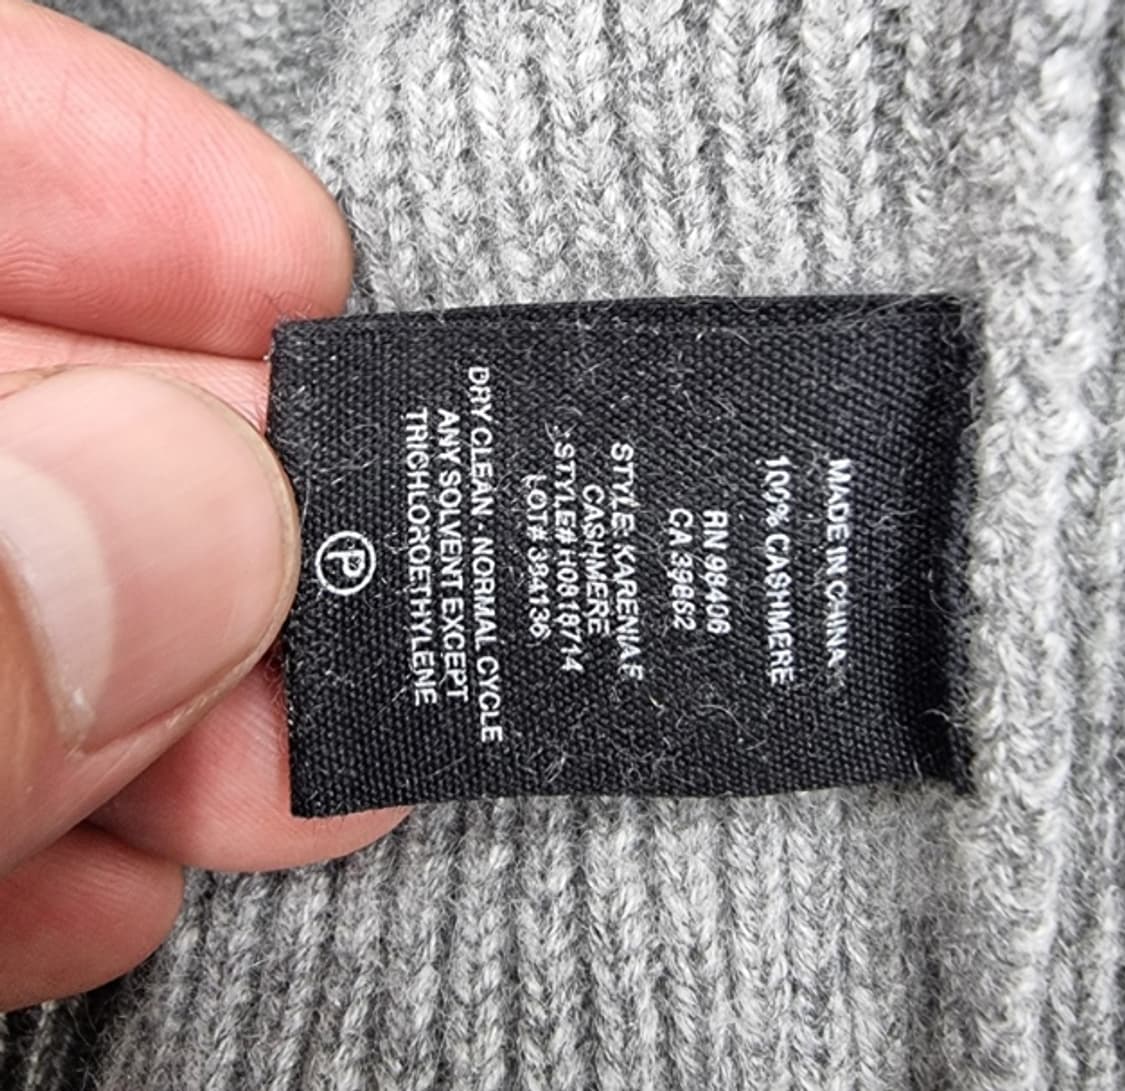 MADE IN CHINA
100% CASHMERE
RN 98406
CA 39862
STYLE: KARENIA F
CASHMERE
STYLE# H0818714
LOT# 384136
DRY CLEAN - NORMAL CYCLE
ANY SOLVENT EXCEPT
TRICHLOROETHYLENE
P